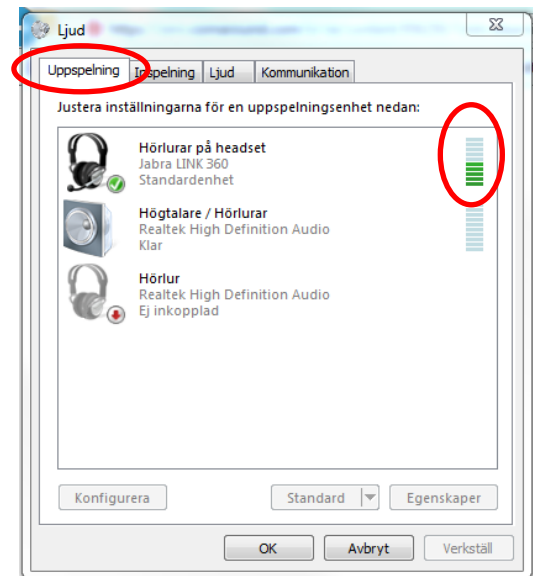 Ljud
Uppspelning Inspelning Ljud Kommunikation
Justera inställningarna för en uppspelningsenhet nedan:
Hörlurar på headset
Jabra LINK 360
Standardenhet
Högtalare / Hörlurar
Realtek High Definition Audio
Klar
Hörlur
Realtek High Definition Audio
Ej inkopplad
Konfigurera Standard Egenskaper
OK Avbryt Verkställ